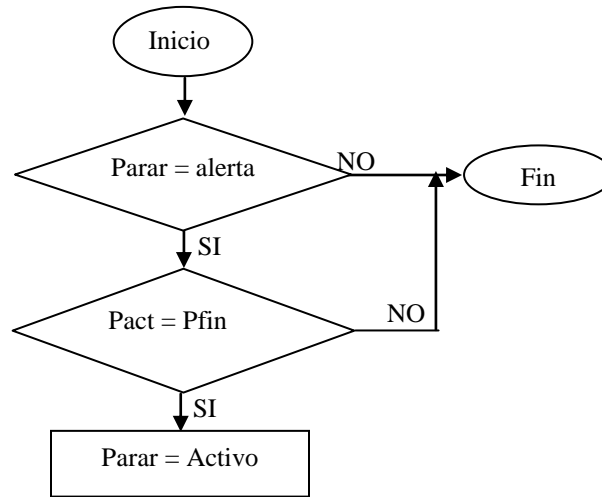 Inicio
Parar = alerta
NO
Fin
SI
Pact = Pfin
NO
SI
Parar = Activo